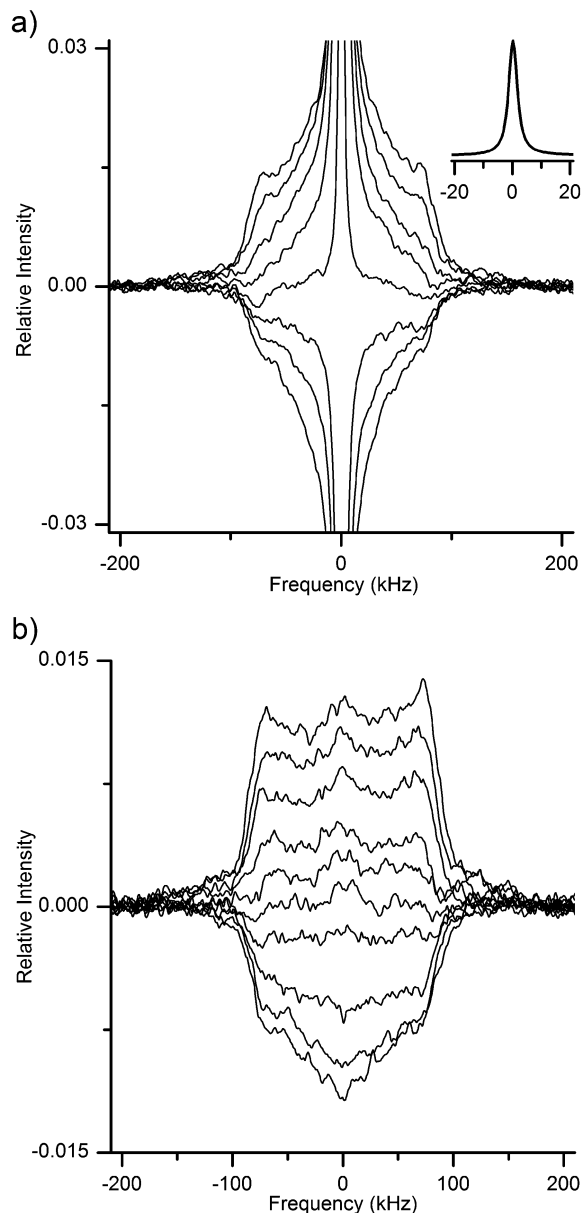 a)
0.03
0.00
-0.03
Relative Intensity
-20 0 20
-200 0 200
Frequency (kHz)
b)
0.015
0.000
-0.015
Relative Intensity
-200 -100 0 100 200
Frequency (kHz)